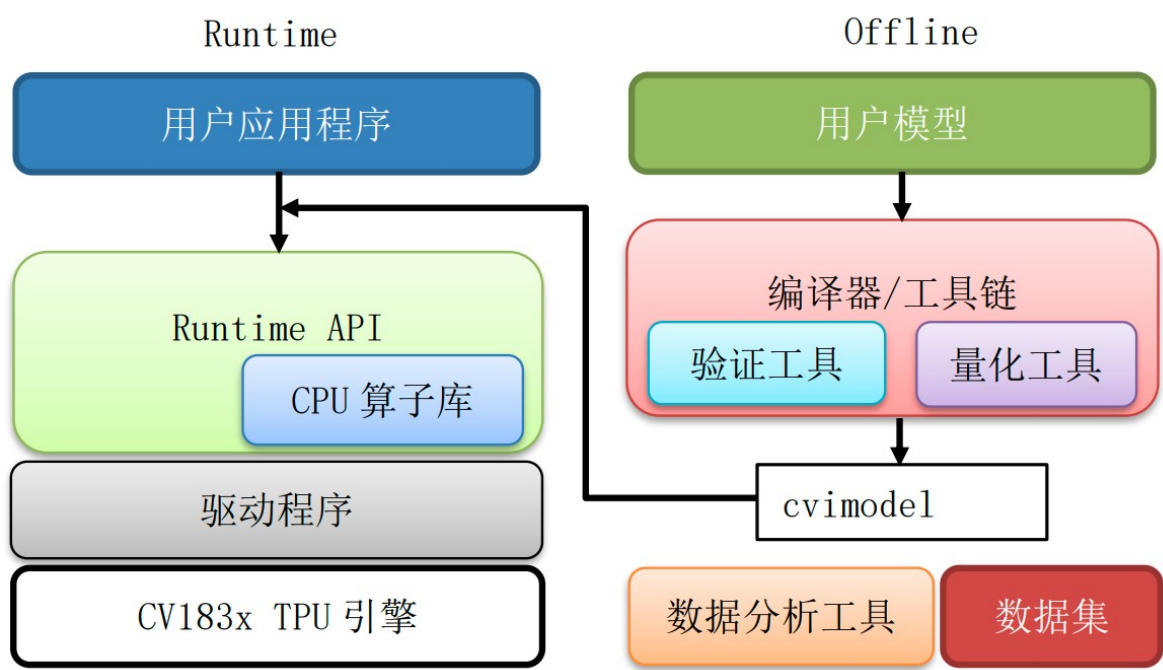 Runtime
Offline
用户应用程序
用户模型
Runtime API
CPU 算子库
编译器/工具链
验证工具
量化工具
驱动程序
cvimodel
CV183x TPU 引擎
数据分析工具
数据集